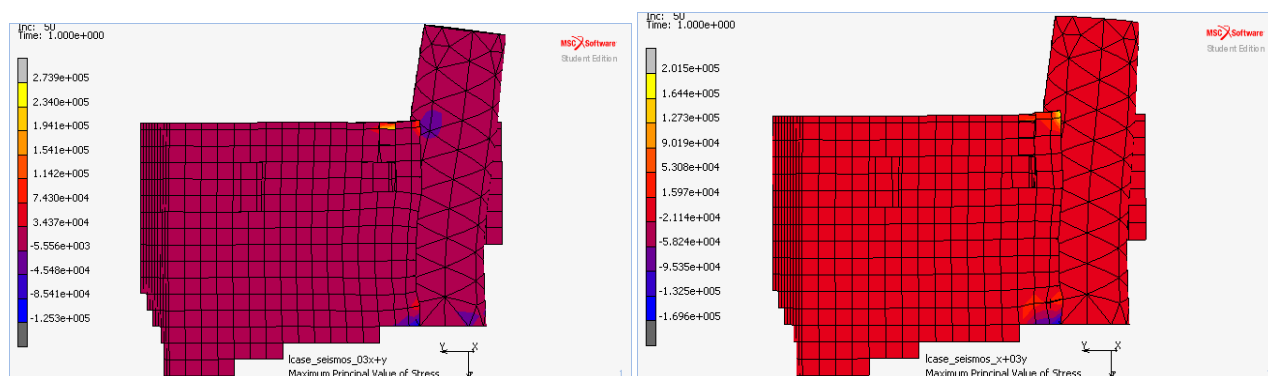 Inc: 50
Time: 1.000e+000
MSC Software
Student Edition
2.739e+005
2.340e+005
1.941e+005
1.541e+005
1.142e+005
7.430e+004
3.437e+004
-5.556e+003
-4.548e+004
-8.541e+004
-1.253e+005
Y X
lcase_seismos_03x+y
Maximum Principal Value of Stress
1
Inc: 50
Time: 1.000e+000
MSC Software
Student Edition
2.015e+005
1.644e+005
1.273e+005
9.019e+004
5.308e+004
1.597e+004
-2.114e+004
-5.824e+004
-9.535e+004
-1.325e+005
-1.696e+005
Y X
lcase_seismos_x+03y
Maximum Principal Value of Stress